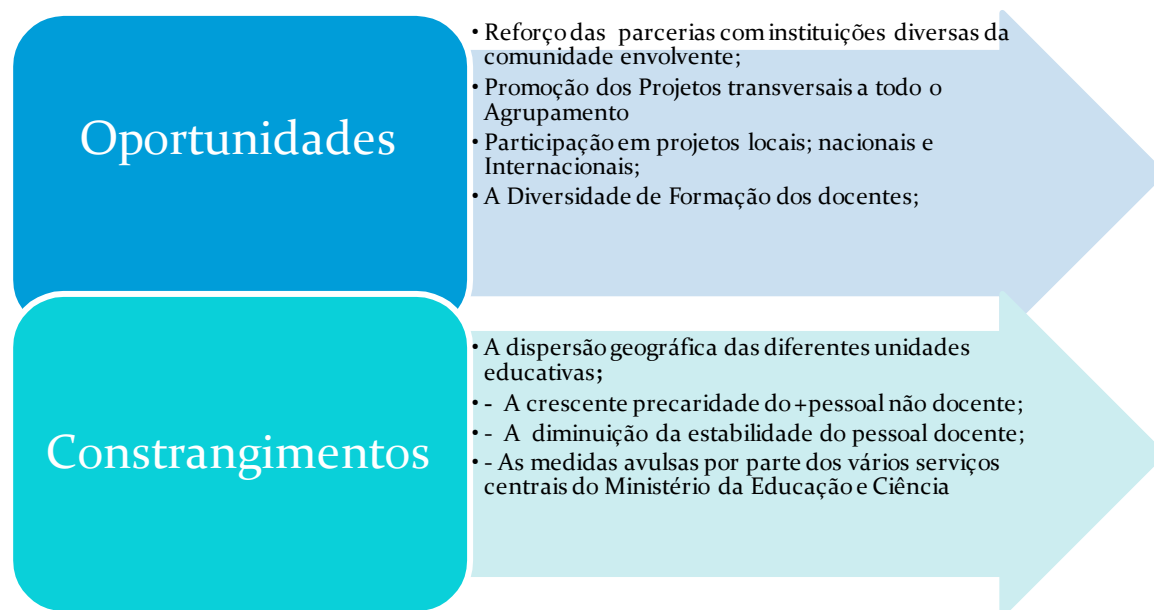 Oportunidades
• Reforço das parcerias com instituições diversas da
comunidade envolvente;
• Promoção dos Projetos transversais a todo o
Agrupamento
• Participação em projetos locais; nacionais e
Internacionais;
• A Diversidade de Formação dos docentes;
Constrangimentos
• A dispersão geográfica das diferentes unidades
educativas;
• - A crescente precaridade do +pessoal não docente;
• - A diminuição da estabilidade do pessoal docente;
• - As medidas avulsas por parte dos vários serviços
centrais do Ministério da Educação e Ciência